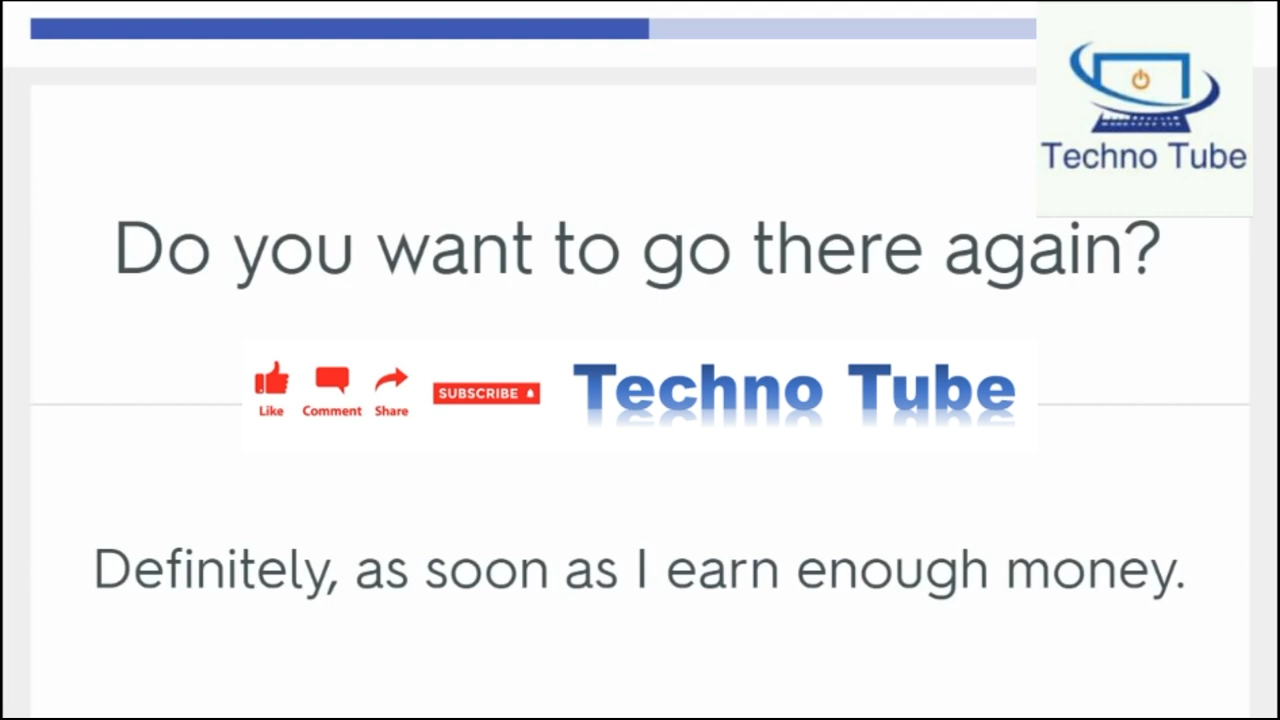 Techno Tube
Do you want to go there again?
Like Comment Share SUBSCRIBE Techno Tube
Definitely, as soon as I earn enough money.